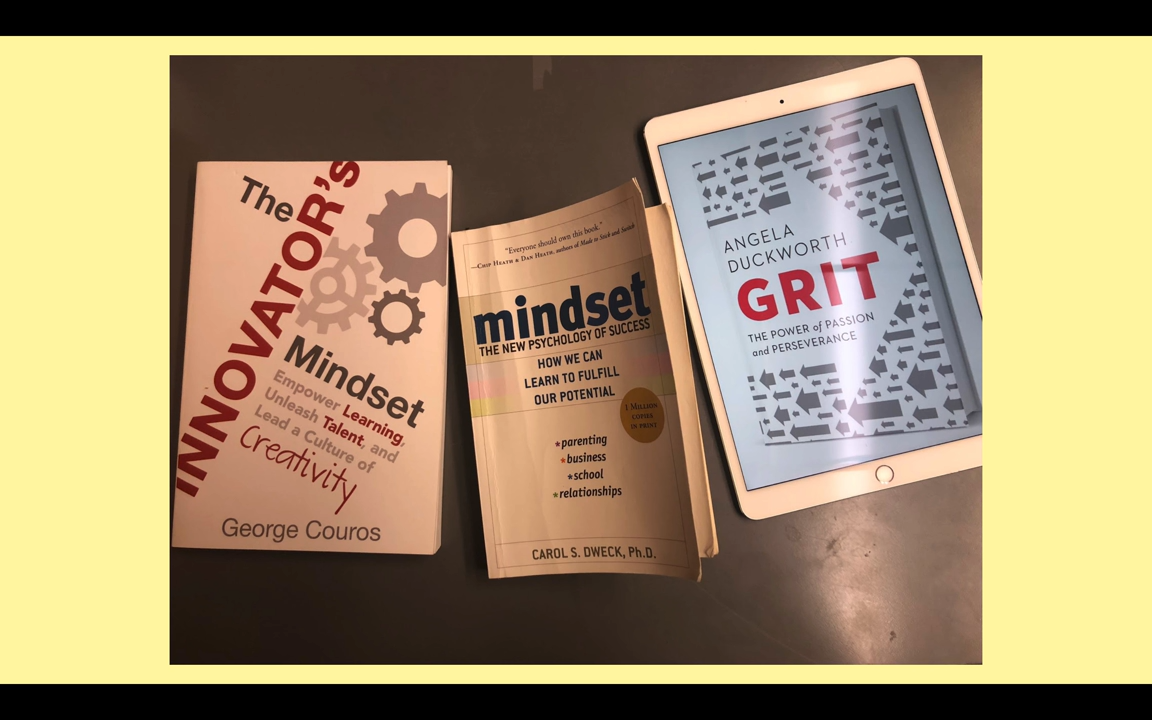 The
INNOVATOR'S
Mindset
Empower Learning,
Unleash Talent, and
Lead a Culture of
Creativity
George Couros
"Everyone should own this book."
—CHIP HEATH & DAN HEATH, authors of Made to Stick and Switch
mindset
THE NEW PSYCHOLOGY OF SUCCESS
HOW WE CAN
LEARN TO FULFILL
OUR POTENTIAL
1 MILLION
COPIES
IN PRINT
*parenting
*business
*school
*relationships
CAROL S. DWECK, Ph.D.
ANGELA
DUCKWORTH
GRIT
THE POWER of PASSION
and PERSEVERANCE